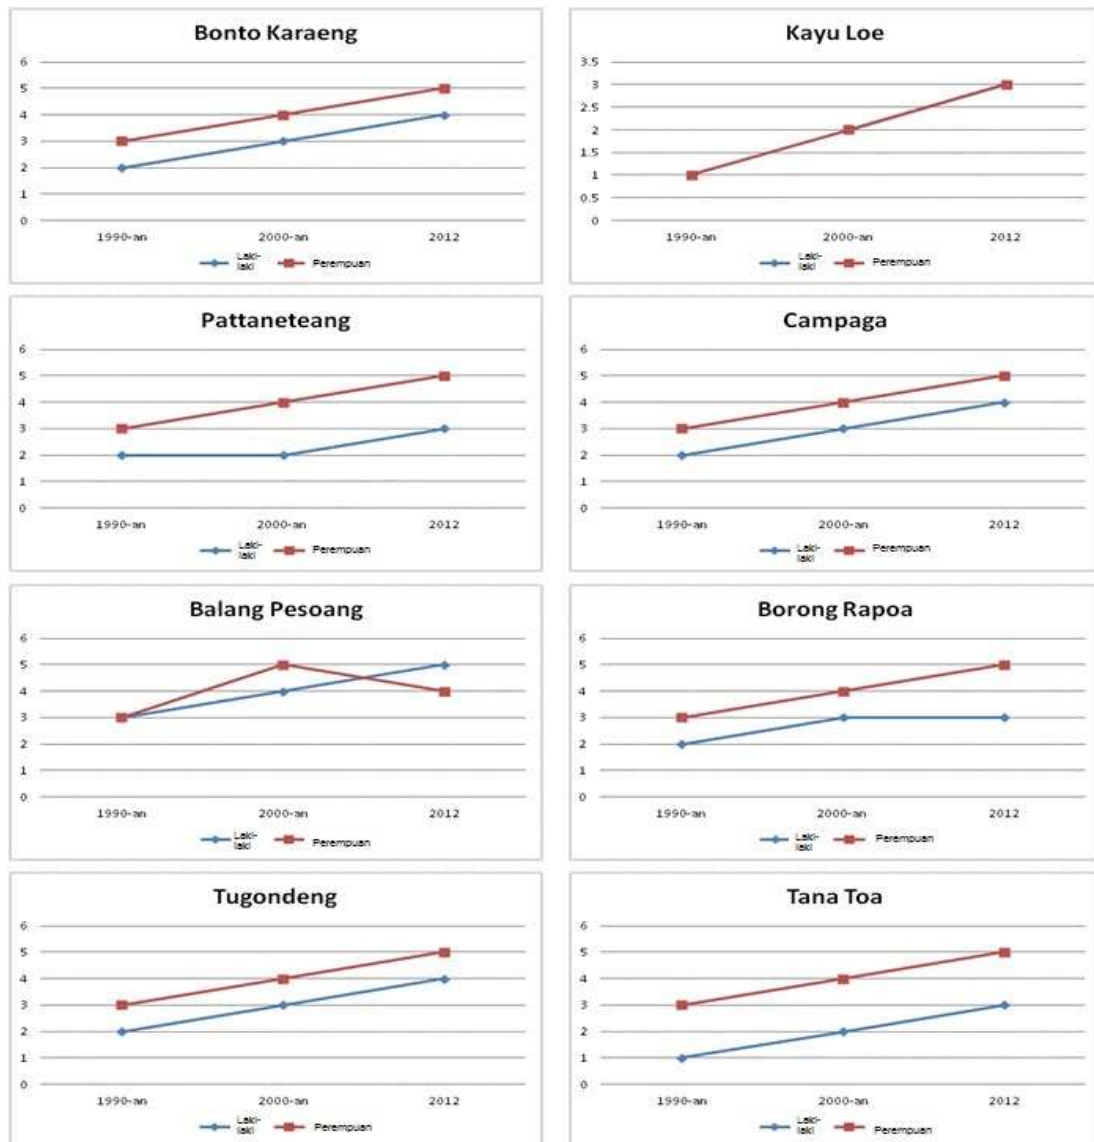 Bonto Karaeng
6
5
4
3
2
1
0
1990-an 2000-an 2012
Laki-
laki
Perempuan
Kayu Loe
3.5
3
2.5
2
1.5
1
0.5
0
1990-an 2000-an 2012
Laki-
laki
Perempuan
Pattaneteang
6
5
4
3
2
1
0
1990-an 2000-an 2012
Laki-
laki
Perempuan
Campaga
6
5
4
3
2
1
0
1990-an 2000-an 2012
Laki-
laki
Perempuan
Balang Pesoang
6
5
4
3
2
1
0
1990-an 2000-an 2012
Laki-
laki
Perempuan
Borong Rapoa
6
5
4
3
2
1
0
1990-an 2000-an 2012
Laki-
laki
Perempuan
Tugondeng
6
5
4
3
2
1
0
1990-an 2000-an 2012
Laki-
laki
Perempuan
Tana Toa
6
5
4
3
2
1
0
1990-an 2000-an 2012
Laki-
laki
Perempuan